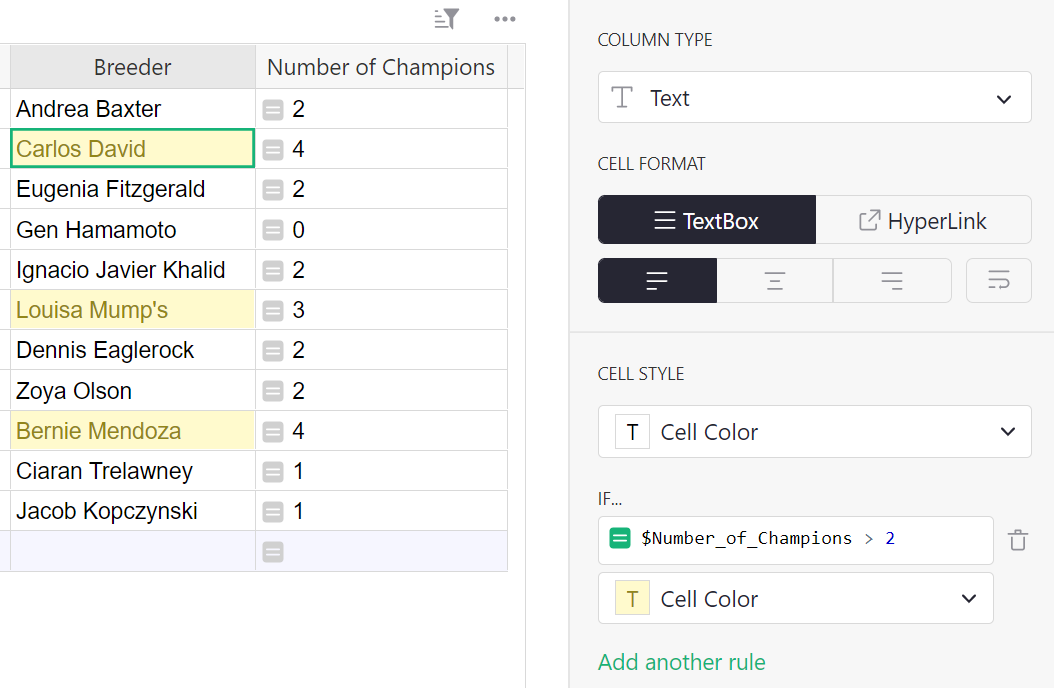 Breeder Number of Champions
Andrea Baxter 2
Carlos David 4
Eugenia Fitzgerald 2
Gen Hamamoto 0
Ignacio Javier Khalid 2
Louisa Mump's 3
Dennis Eaglerock 2
Zoya Olson 2
Bernie Mendoza 4
Ciaran Trelawney 1
Jacob Kopczynski 1
COLUMN TYPE
T Text
CELL FORMAT
TextBox HyperLink
CELL STYLE
T Cell Color
IF...
$Number_of_Champions > 2
T Cell Color
Add another rule